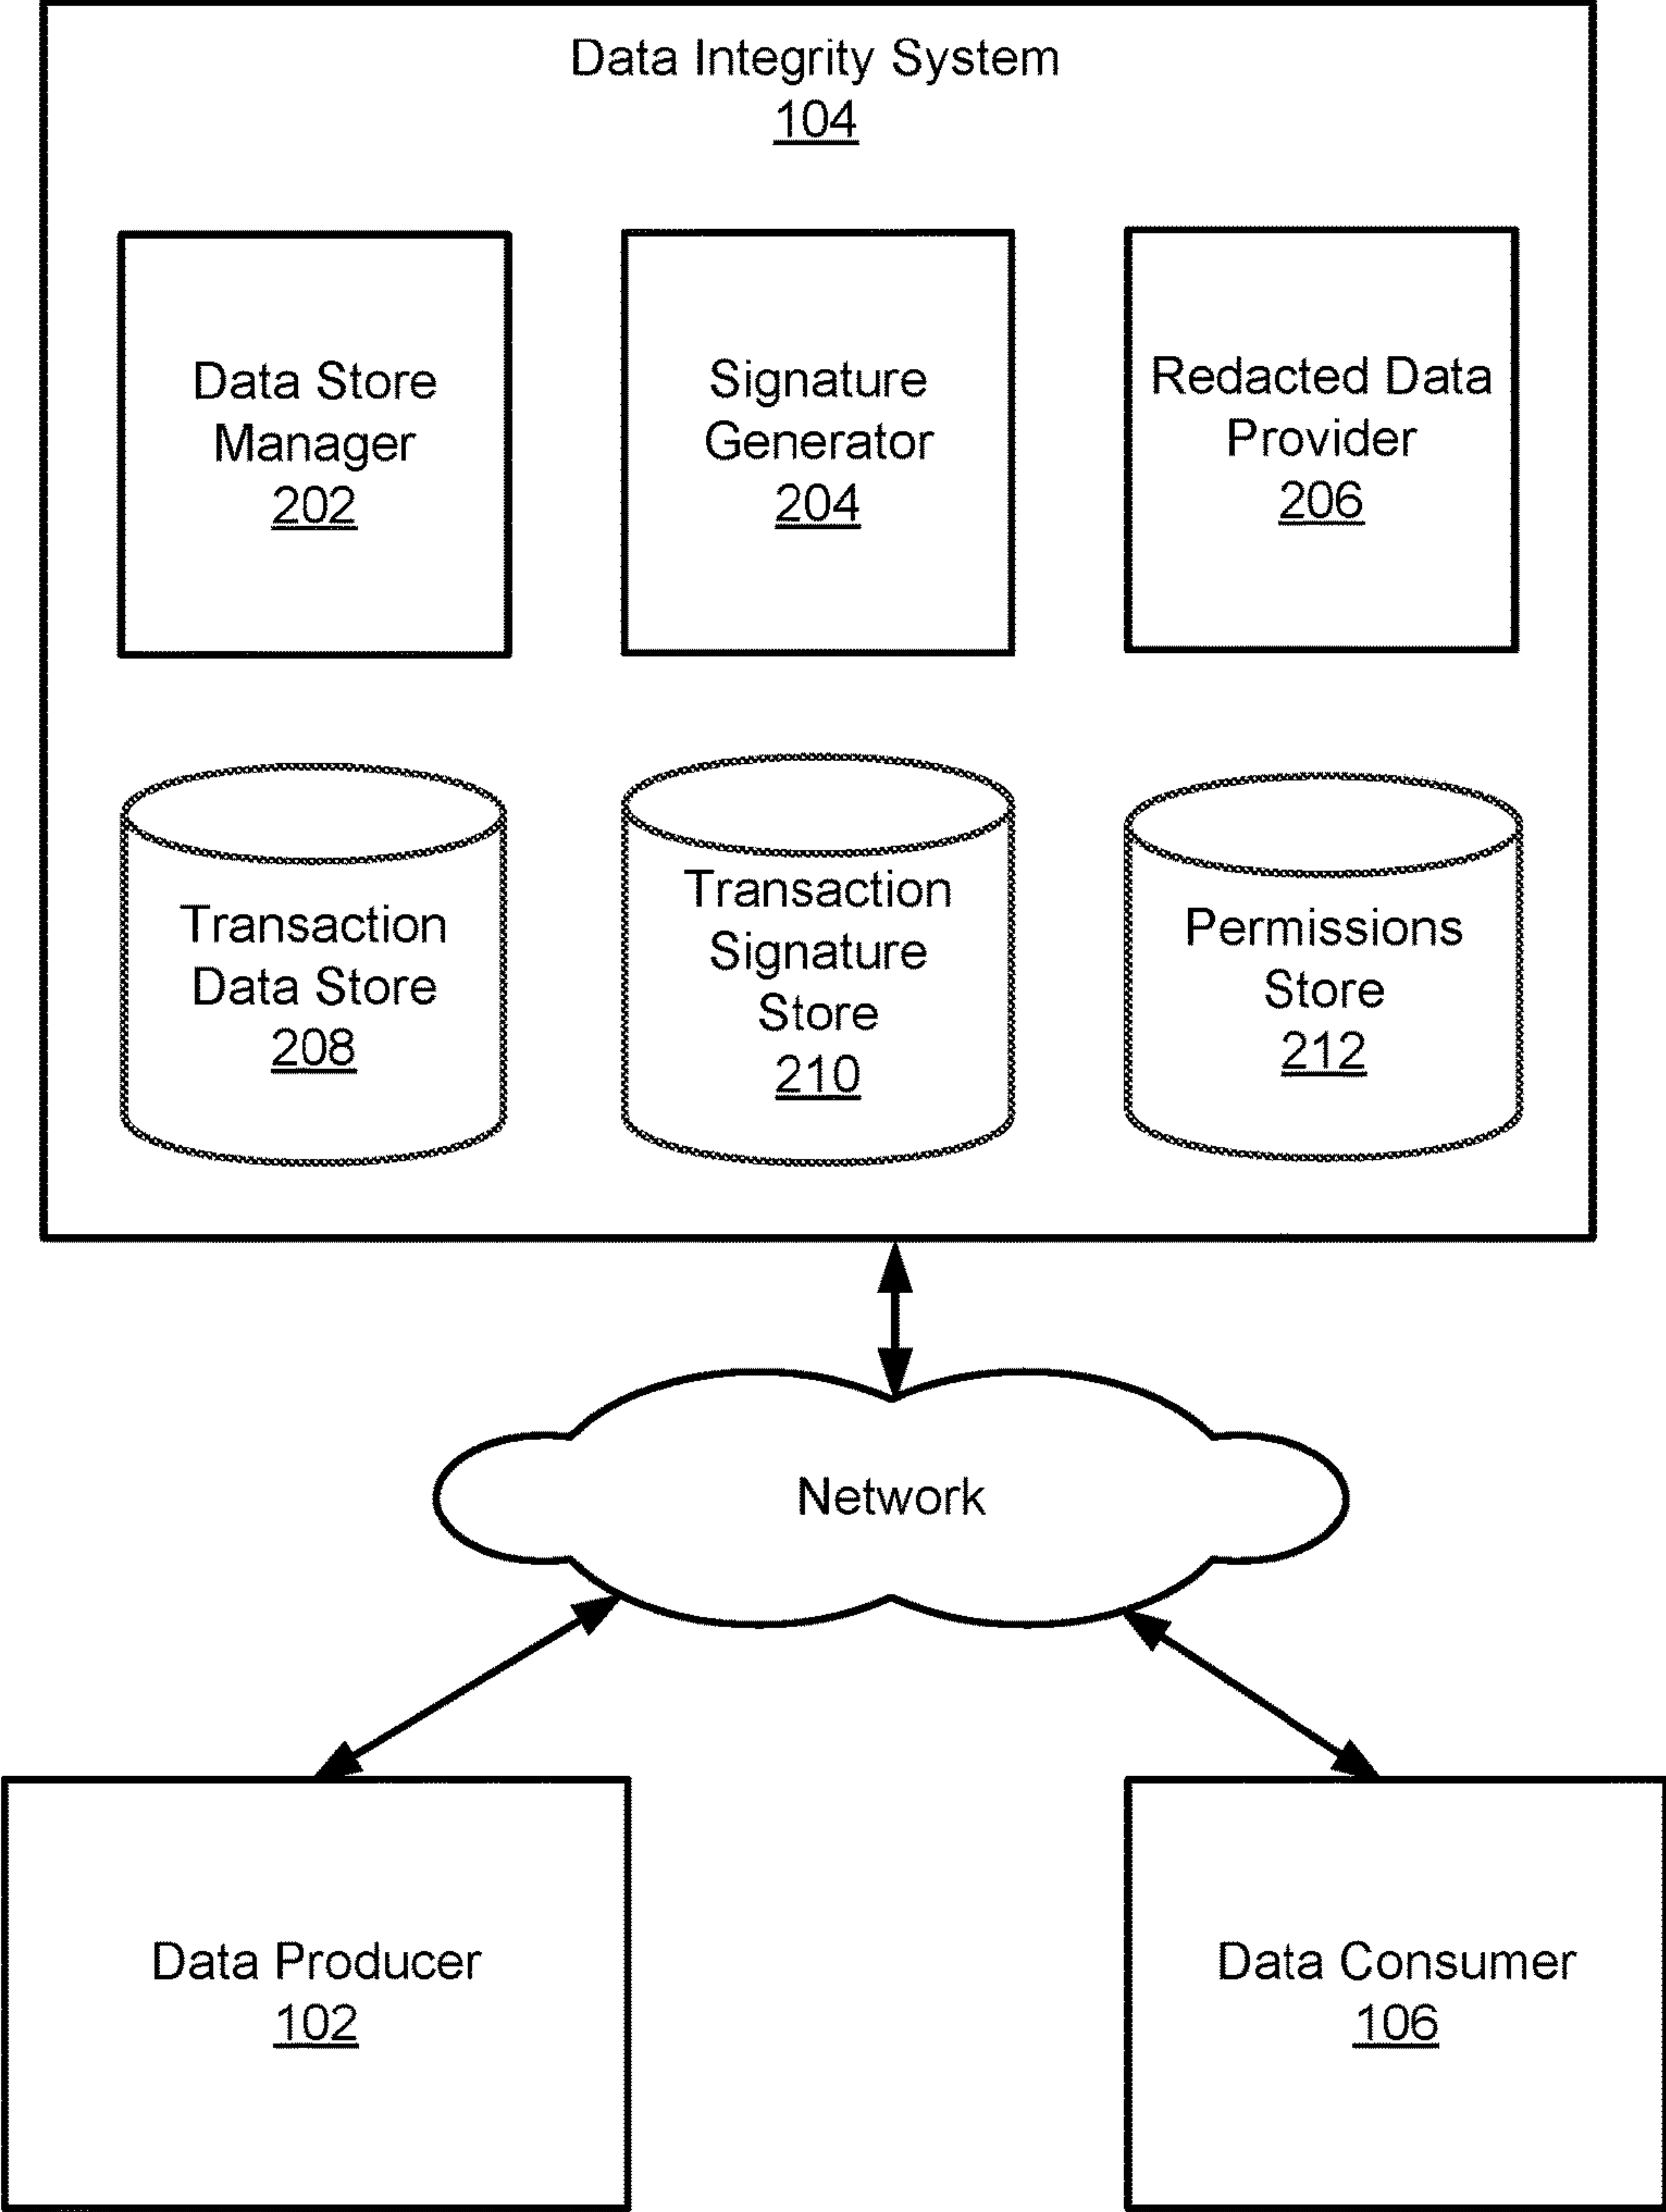 Data Integrity System
104
Data Store
Manager
202
Signature
Generator
204
Redacted Data
Provider
206
Transaction
Data Store
208
Transaction
Signature
Store
210
Permissions
Store
212
Network
Data Producer
102
Data Consumer
106